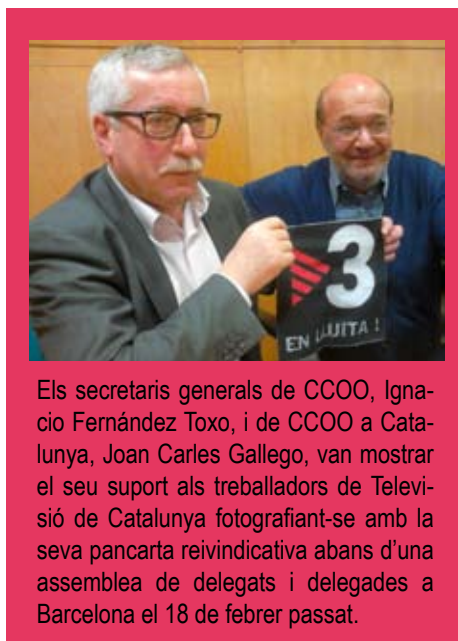 3
EN LLUITA !
Els secretaris generals de CCOO, Igna-
cio Fernández Toxo, i de CCOO a Cata-
lunya, Joan Carles Gallego, van mostrar
el seu suport als treballadors de Televi-
sió de Catalunya fotografiant-se amb la
seva pancarta reivindicativa abans d’una
assemblea de delegats i delegades a
Barcelona el 18 de febrer passat.